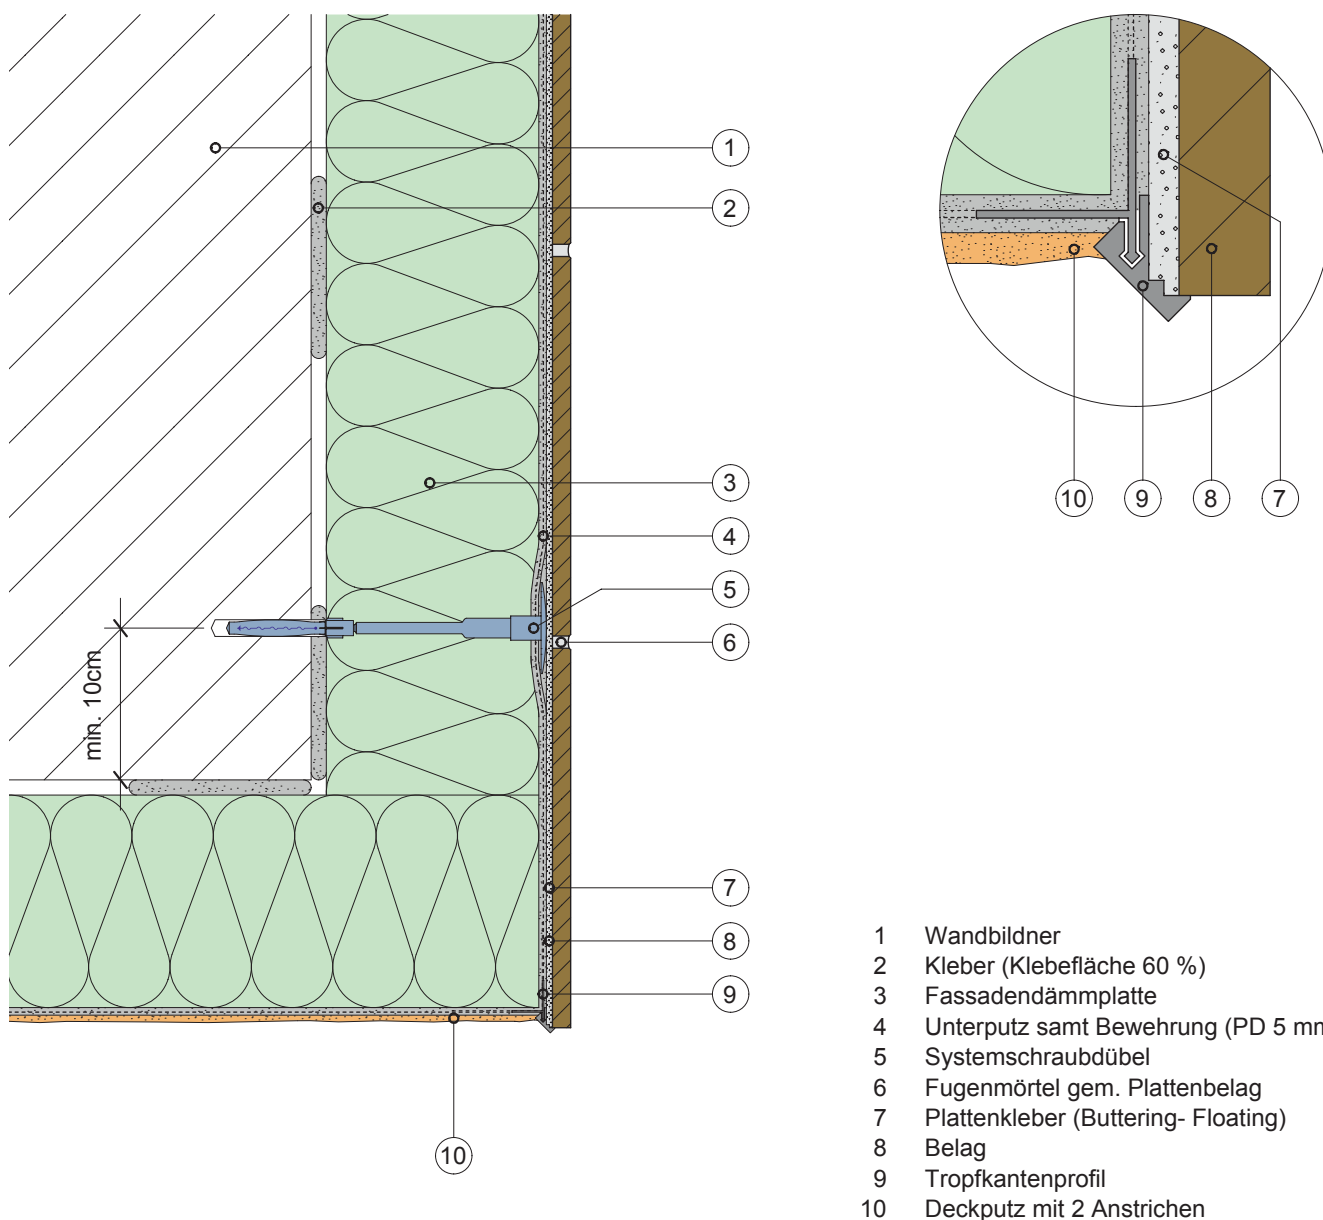 1
2
3
4
5
6
7
8
9
10
min. 10cm
10
9
8
7
1 Wandbildner
2 Kleber (Klebefläche 60 %)
3 Fassadendämmplatte
4 Unterputz samt Bewehrung (PD 5 mm
5 Systemschraubdübel
6 Fugenmörtel gem. Plattenbelag
7 Plattenkleber (Buttering- Floating)
8 Belag
9 Tropfkantenprofil
10 Deckputz mit 2 Anstrichen